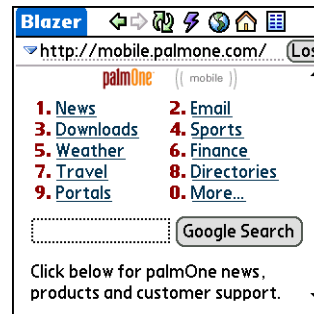 Blazer
http://mobile.palmone.com/ Los
palmOne (( mobile ))
1. News 2. Email
3. Downloads 4. Sports
5. Weather 6. Finance
7. Travel 8. Directories
9. Portals 0. More...
Google Search
Click below for palmOne news,
products and customer support.